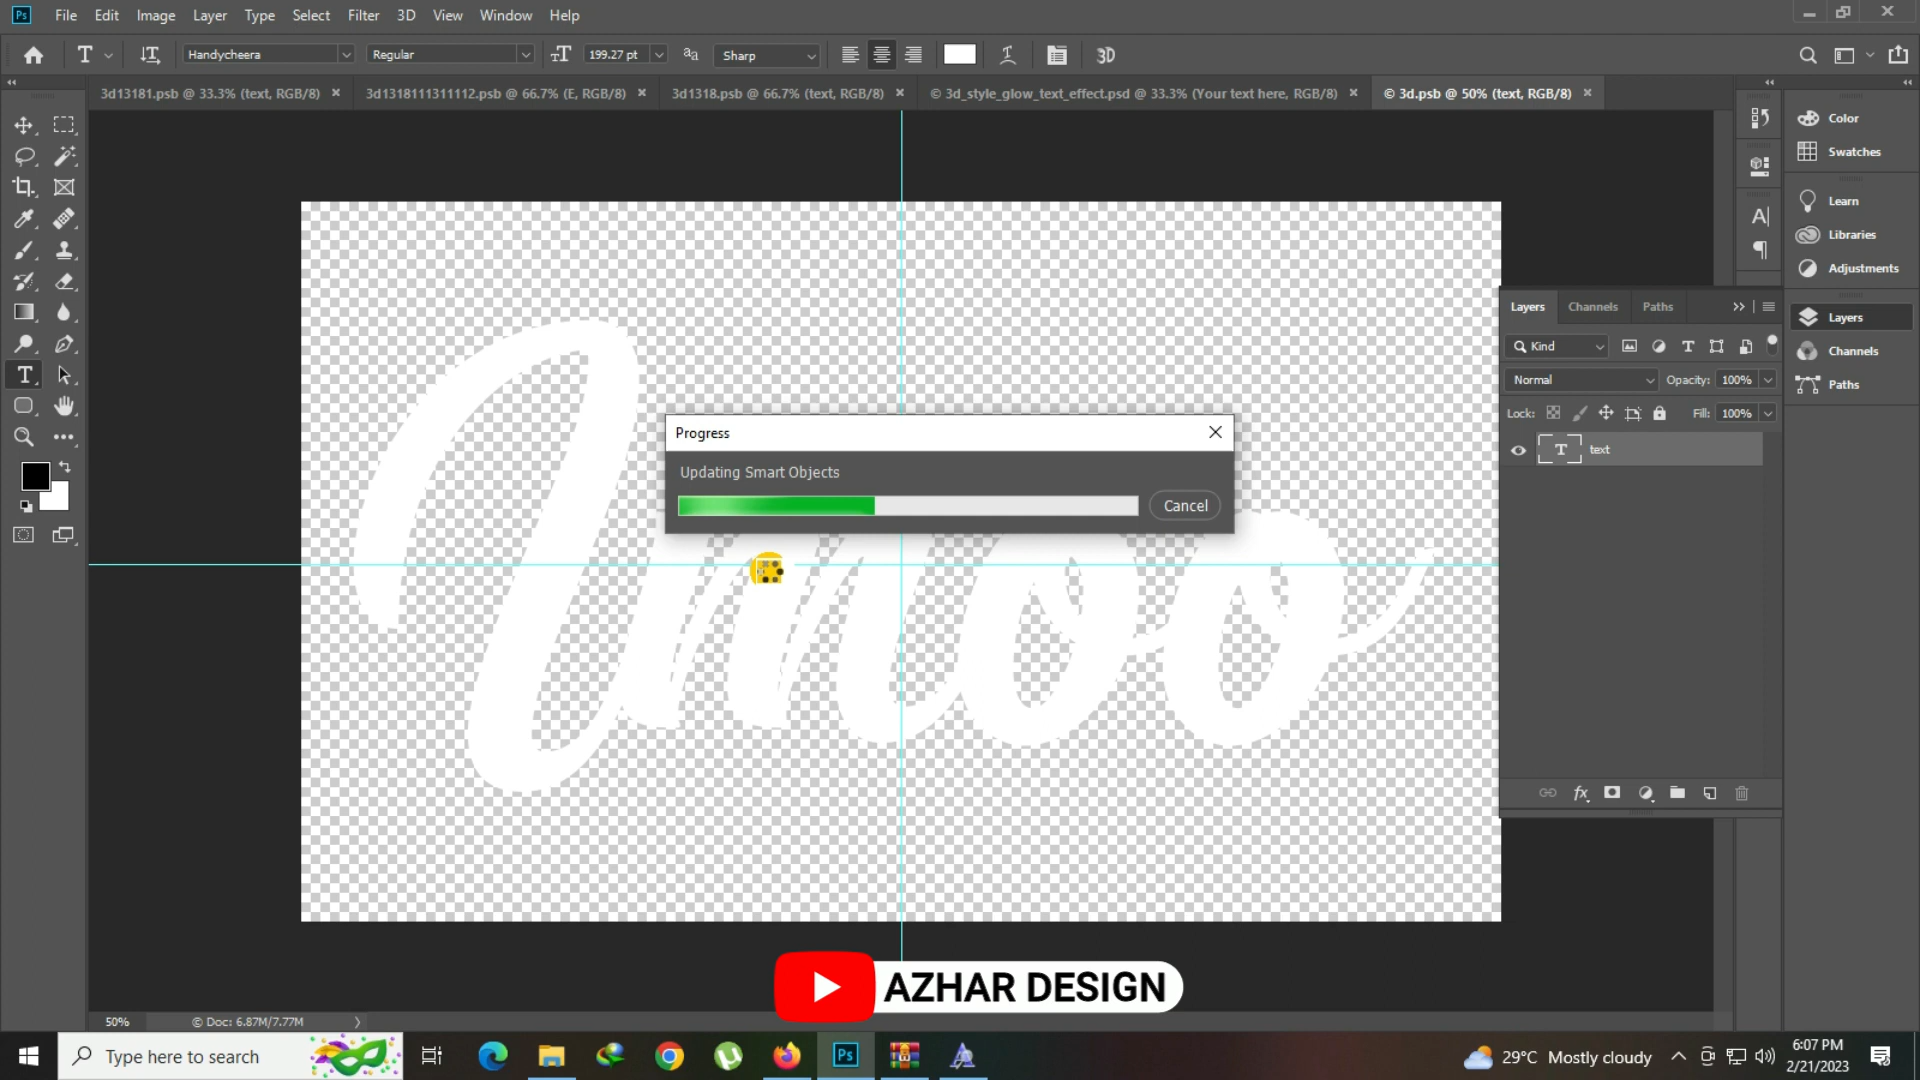 Ps File Edit Image Layer Type Select Filter 3D View Window Help
T Handycheera Regular 199.27 pt Sharp 3D
3d13181.psb @ 33.3% (text, RGB/8) × 3d1318111311112.psb @ 66.7% (E, RGB/8) × 3d1318.psb @ 66.7% (text, RGB/8) × © 3d_style_glow_text_effect.psd @ 33.3% (Your text here, RGB/8) × © 3d.psb @ 50% (text, RGB/8) ×
Color
Swatches
Learn
Libraries
Adjustments
Layers
Channels
Paths
Layers Channels Paths
Kind
Normal Opacity: 100%
Lock: Fill: 100%
T text
fx
Progress
Updating Smart Objects
Cancel
AZHAR DESIGN
50% © Doc: 6.87M/7.77M
Type here to search
Ps
29°C Mostly cloudy
6:07 PM
2/21/2023